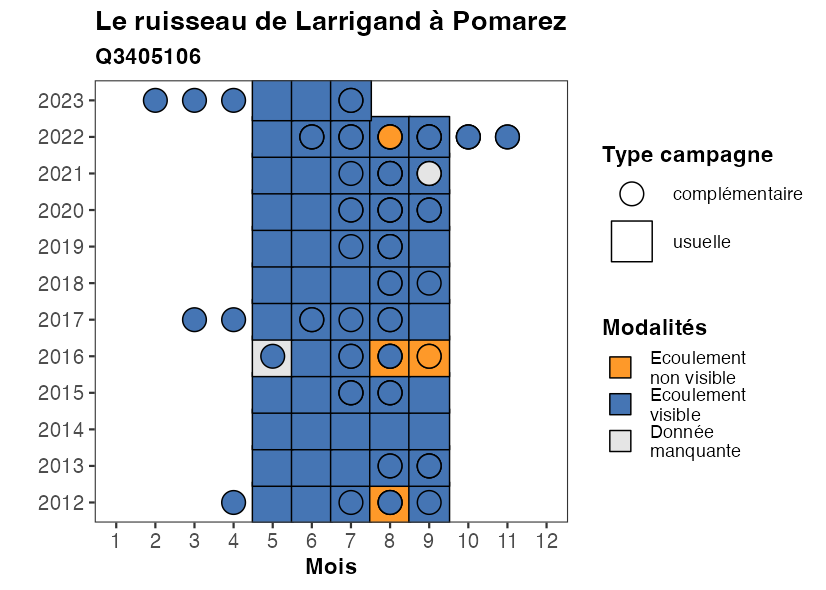 Le ruisseau de Larrigand à Pomarez
Q3405106
2023
2022
2021
2020
2019
2018
2017
2016
2015
2014
2013
2012
1 2 3 4 5 6 7 8 9 10 11 12
Mois
Type campagne
complémentaire
usuelle
Modalités
Ecoulement
non visible
Ecoulement
visible
Donnée
manquante